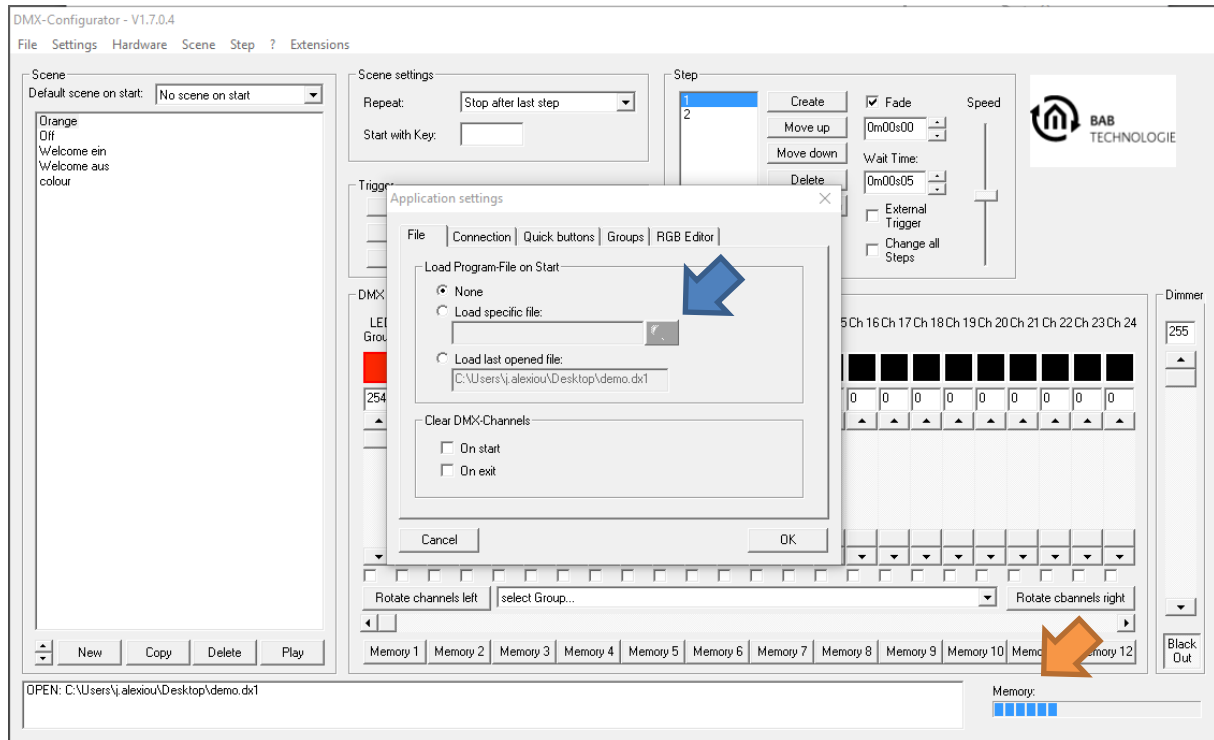 DMX-Configurator - V1.7.0.4
File Settings Hardware Scene Step ? Extensions
Scene
Default scene on start: No scene on start
Orange
Off
Welcome ein
Welcome aus
colour
New Copy Delete Play
Scene settings
Repeat: Stop after last step
Start with Key:
Trigger
Step
1
2
Create
Move up
Move down
Delete
Fade
0m00s00
Wait Time:
0m00s05
External
Trigger
Change all
Steps
Speed
BAB
TECHNOLOGIE
Application settings
File Connection Quick buttons Groups RGB Editor
Load Program-File on Start
None
Load specific file:
Load last opened file:
C:\Users\j.alexiou\Desktop\demo.dx1
Clear DMX-Channels
On start
On exit
Cancel OK
DMX
5 Ch 16 Ch 17 Ch 18 Ch 19 Ch 20 Ch 21 Ch 22 Ch 23 Ch 24
254 0 0 0 0 0 0 0 0 0
Rotate channels left select Group... Rotate channels right
Memory 1 Memory 2 Memory 3 Memory 4 Memory 5 Memory 6 Memory 7 Memory 8 Memory 9 Memory 10 Memory 12
Dimmer
255
Black
Out
OPEN: C:\Users\j.alexiou\Desktop\demo.dx1
Memory: